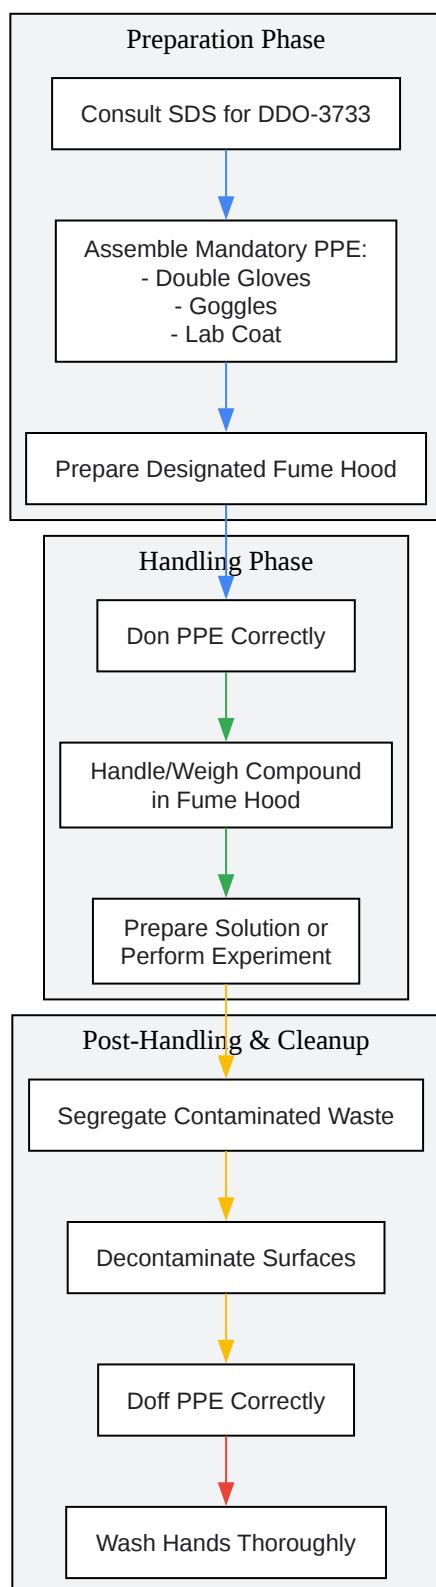 Preparation Phase
Consult SDS for DDO-3733
Assemble Mandatory PPE:
- Double Gloves
- Goggles
- Lab Coat
Prepare Designated Fume Hood
Handling Phase
Don PPE Correctly
Handle/Weigh Compound
in Fume Hood
Prepare Solution or
Perform Experiment
Post-Handling & Cleanup
Segregate Contaminated Waste
Decontaminate Surfaces
Doff PPE Correctly
Wash Hands Thoroughly